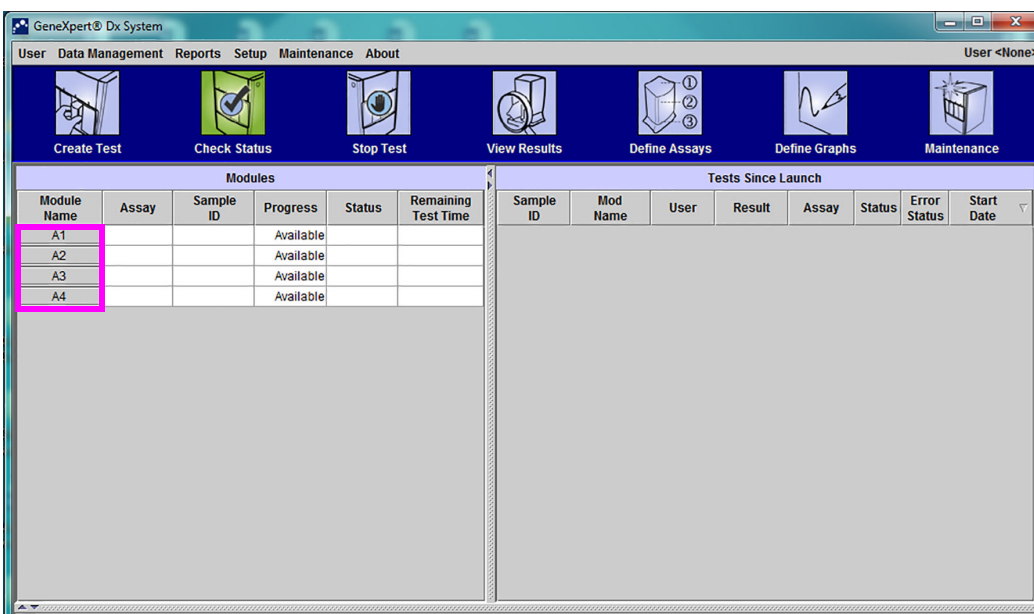 GeneXpert® Dx System
User Data Management Reports Setup Maintenance About User <None>
Create Test Check Status Stop Test View Results Define Assays Define Graphs Maintenance
① ② ③
Modules
Module Name Assay Sample ID Progress Status Remaining Test Time
A1 Available
A2 Available
A3 Available
A4 Available
Tests Since Launch
Sample ID Mod Name User Result Assay Status Error Status Start Date